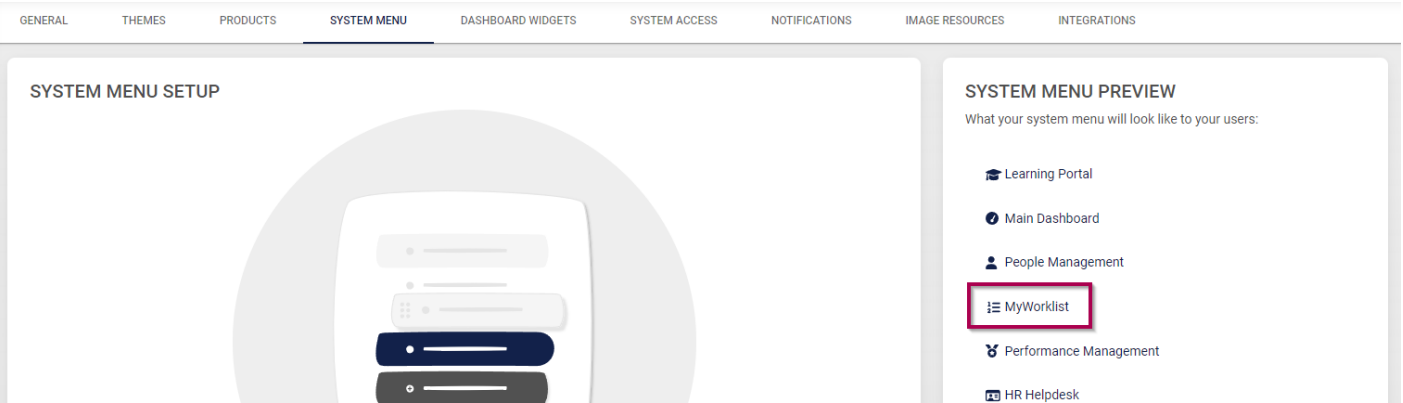 GENERAL THEMES PRODUCTS SYSTEM MENU DASHBOARD WIDGETS SYSTEM ACCESS NOTIFICATIONS IMAGE RESOURCES INTEGRATIONS
SYSTEM MENU SETUP
SYSTEM MENU PREVIEW
What your system menu will look like to your users:
Learning Portal
Main Dashboard
People Management
MyWorklist
Performance Management
HR Helpdesk